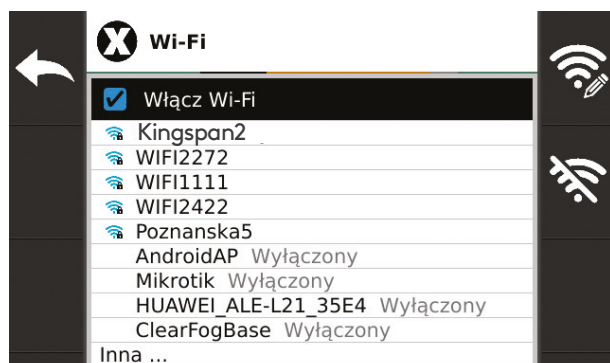 X Wi-Fi
Włącz Wi-Fi
Kingspan2
WIFI2272
WIFI1111
WIFI2422
Poznanska5
AndroidAP Wyłączony
Mikrotik Wyłączony
HUAWEI_ALE-L21_35E4 Wyłączony
ClearFogBase Wyłączony
Inna ...